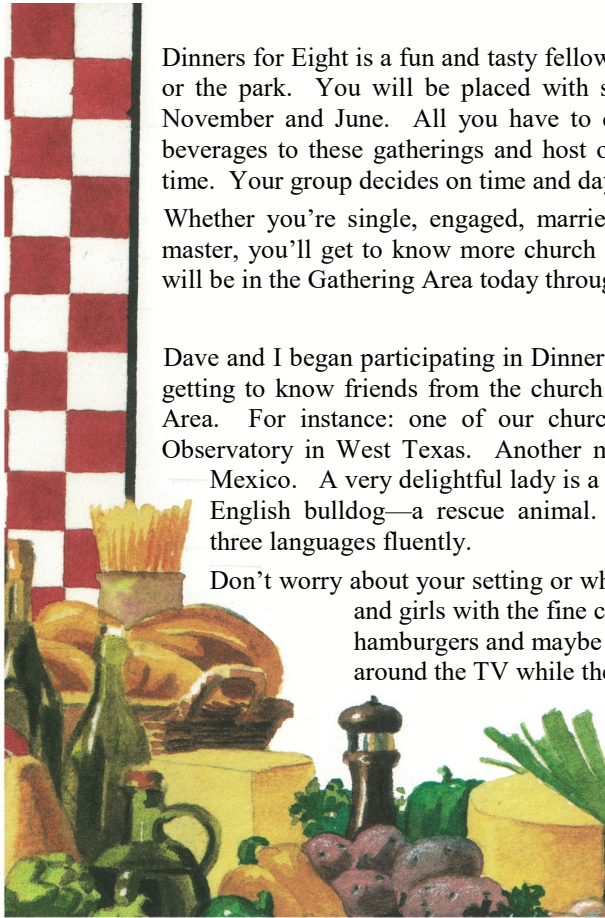 Dinners for Eight is a fun and tasty fellow
or the park. You will be placed with s
November and June. All you have to
beverages to these gatherings and host o
time. Your group decides on time and day
Whether you’re single, engaged, marrie
master, you’ll get to know more church
will be in the Gathering Area today throug
Dave and I began participating in Dinner
getting to know friends from the church
Area. For instance: one of our churc
Observatory in West Texas. Another m
Mexico. A very delightful lady is a
English bulldog—a rescue animal.
three languages fluently.
Don’t worry about your setting or wh
and girls with the fine c
hamburgers and maybe
around the TV while the